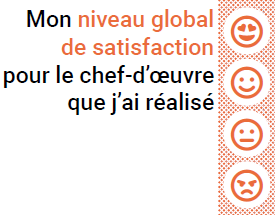 Mon niveau global
de satisfaction
pour le chef-d’œuvre
que j’ai réalisé